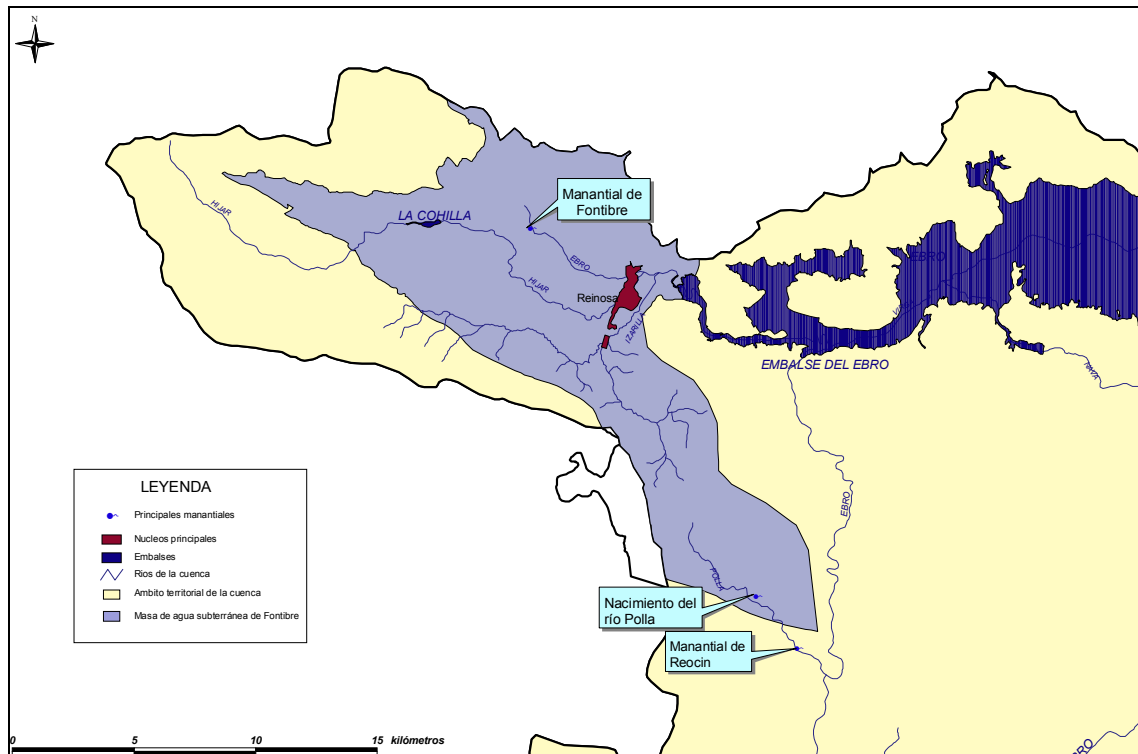 N
Manantial de
Fontibre
HIJAR
LA COHILLA
EBRO
HIJAR
Reinosa
EBRO
EMBALSE DEL EBRO
EBRO
POLLA
Nacimiento del
río Polla
Manantial de
Reocin
EBRO
LEYENDA
Principales manantiales
Nucleos principales
Embalses
Rios de la cuenca
Ambito territorial de la cuenca
Masa de agua subterránea de Fontibre
0 5 10 15 kilómetros